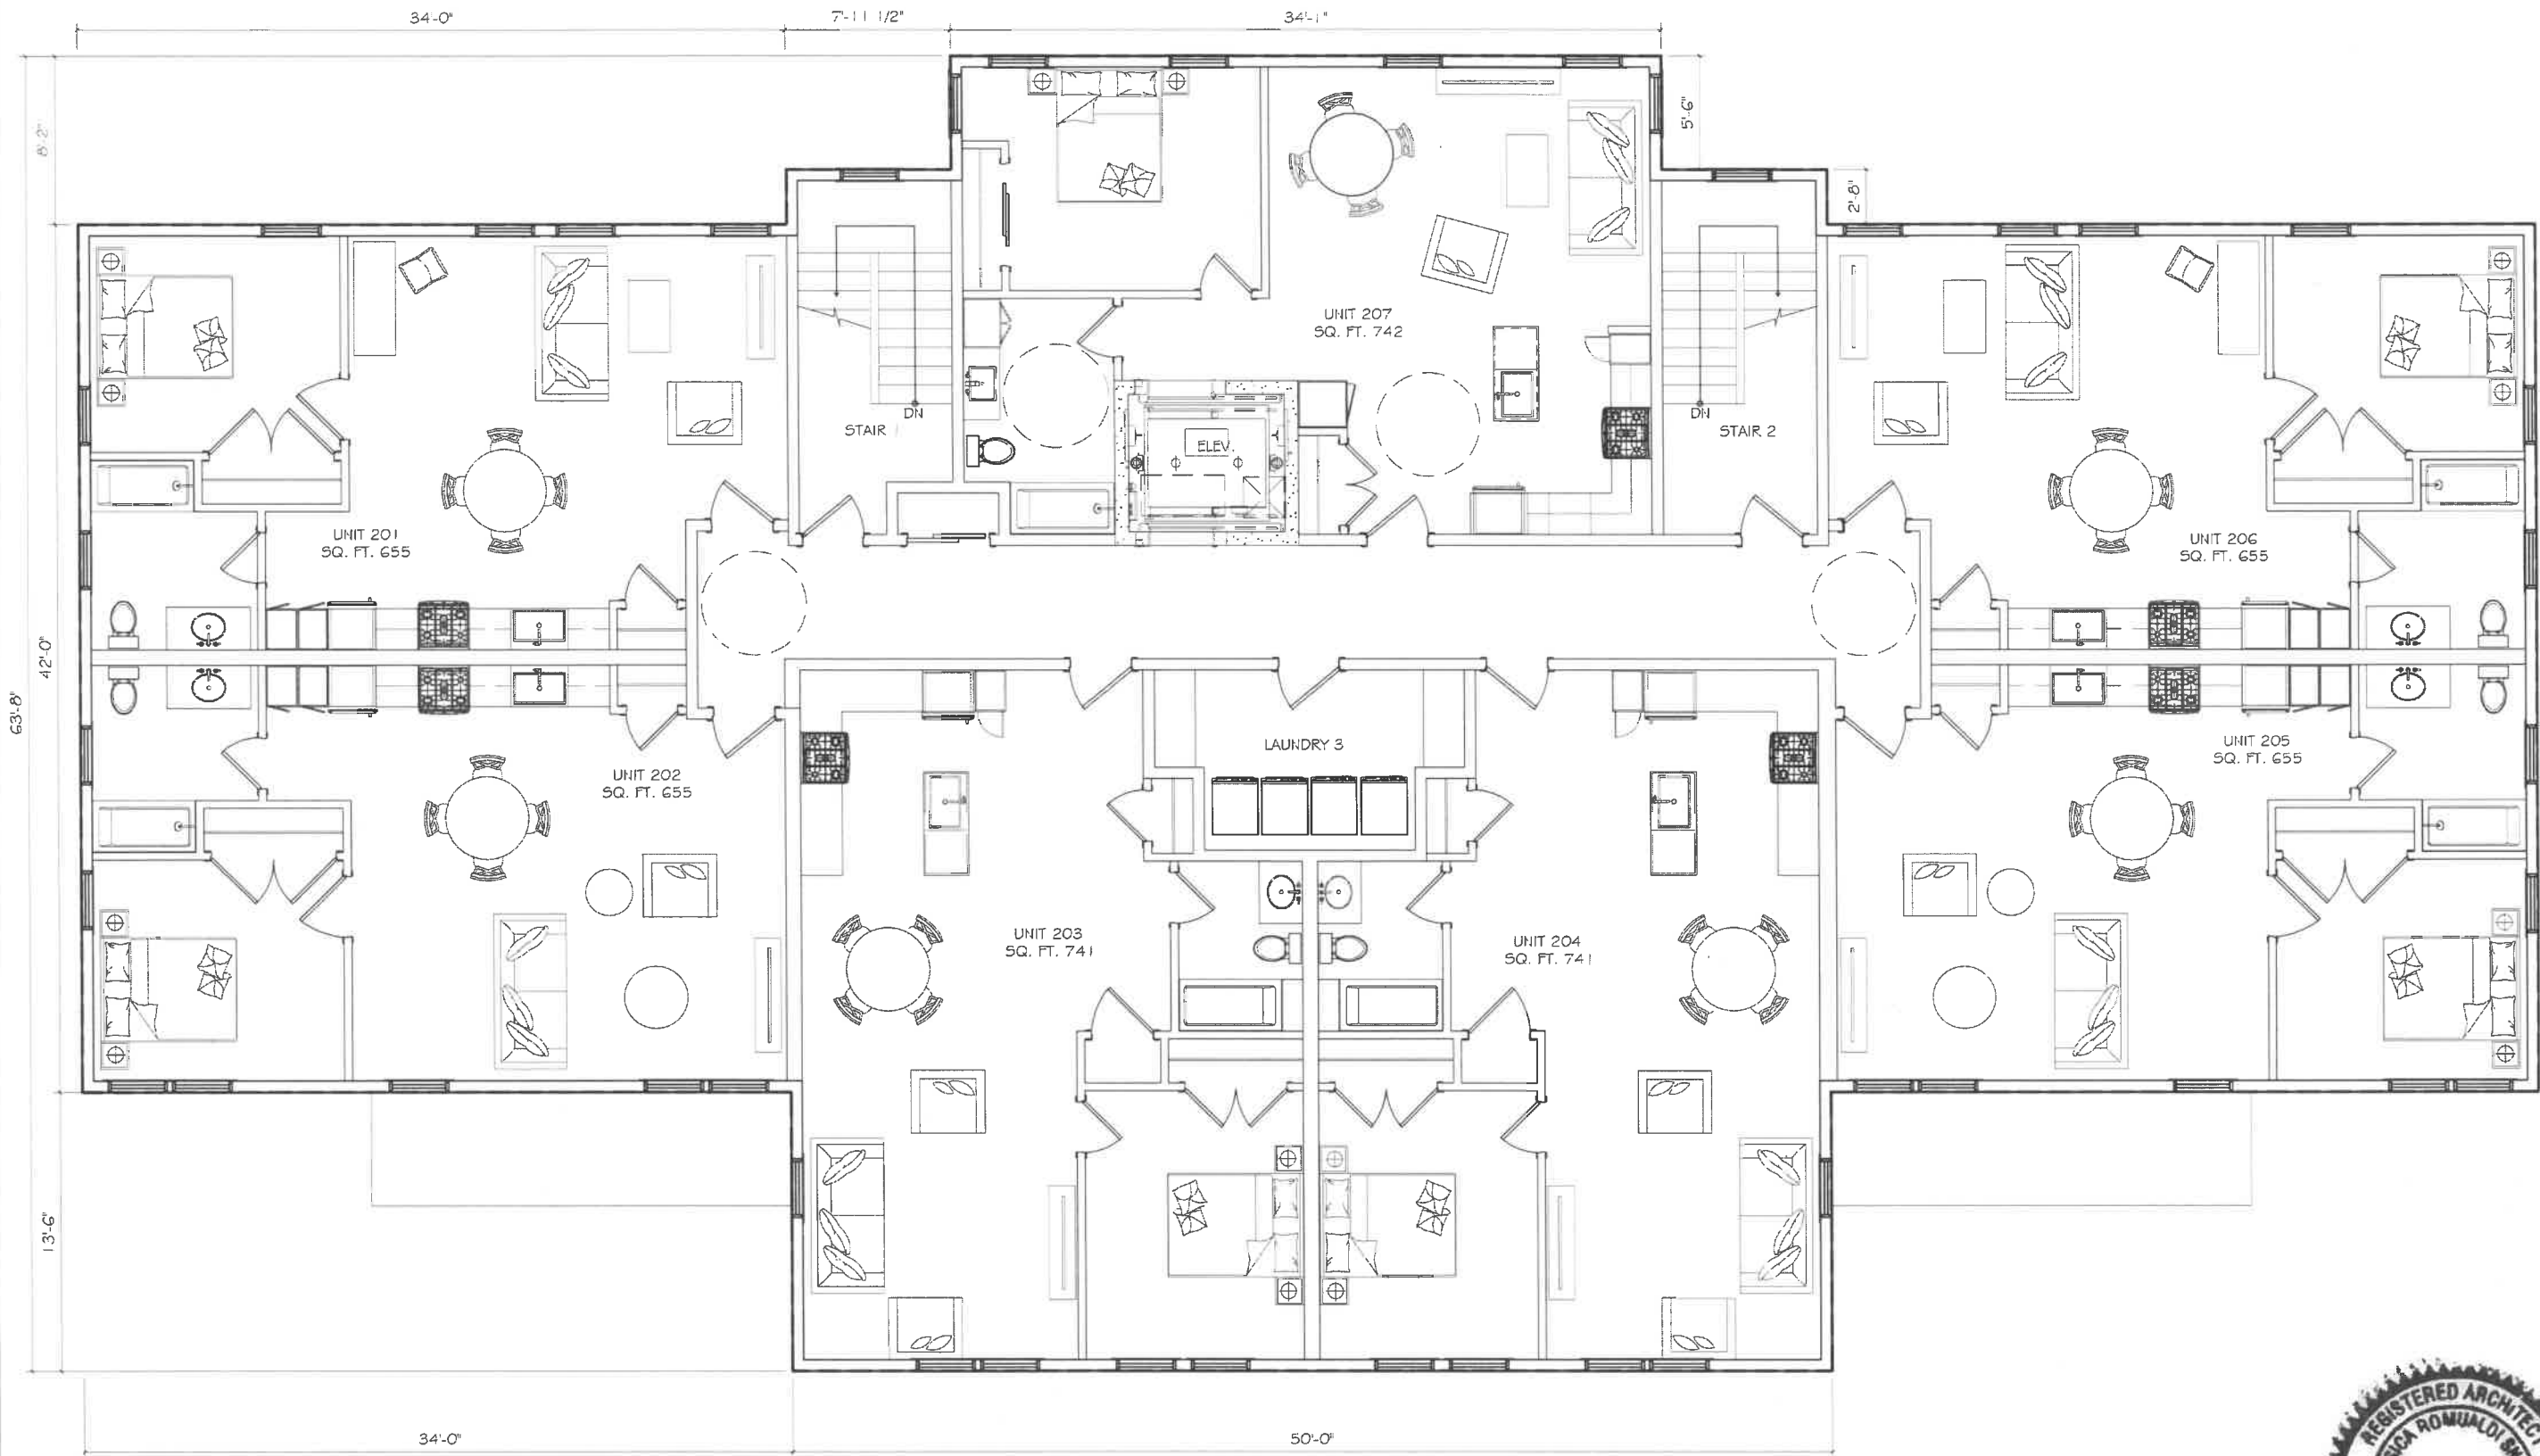 34'-0"
7'-11 1/2"
34'-1"
8'-2"
5'-6"
2'-8"
UNIT 207
SQ. FT. 742
DN
STAIR
ELEV.
DN
STAIR 2
UNIT 201
SQ. FT. 655
UNIT 206
SQ. FT. 655
63'-8"
42'-0"
UNIT 202
SQ. FT. 655
LAUNDRY 3
UNIT 205
SQ. FT. 655
UNIT 203
SQ. FT. 741
UNIT 204
SQ. FT. 741
13'-6"
34'-0"
50'-0"
REGISTERED ARCHITEC
ROMUALDI